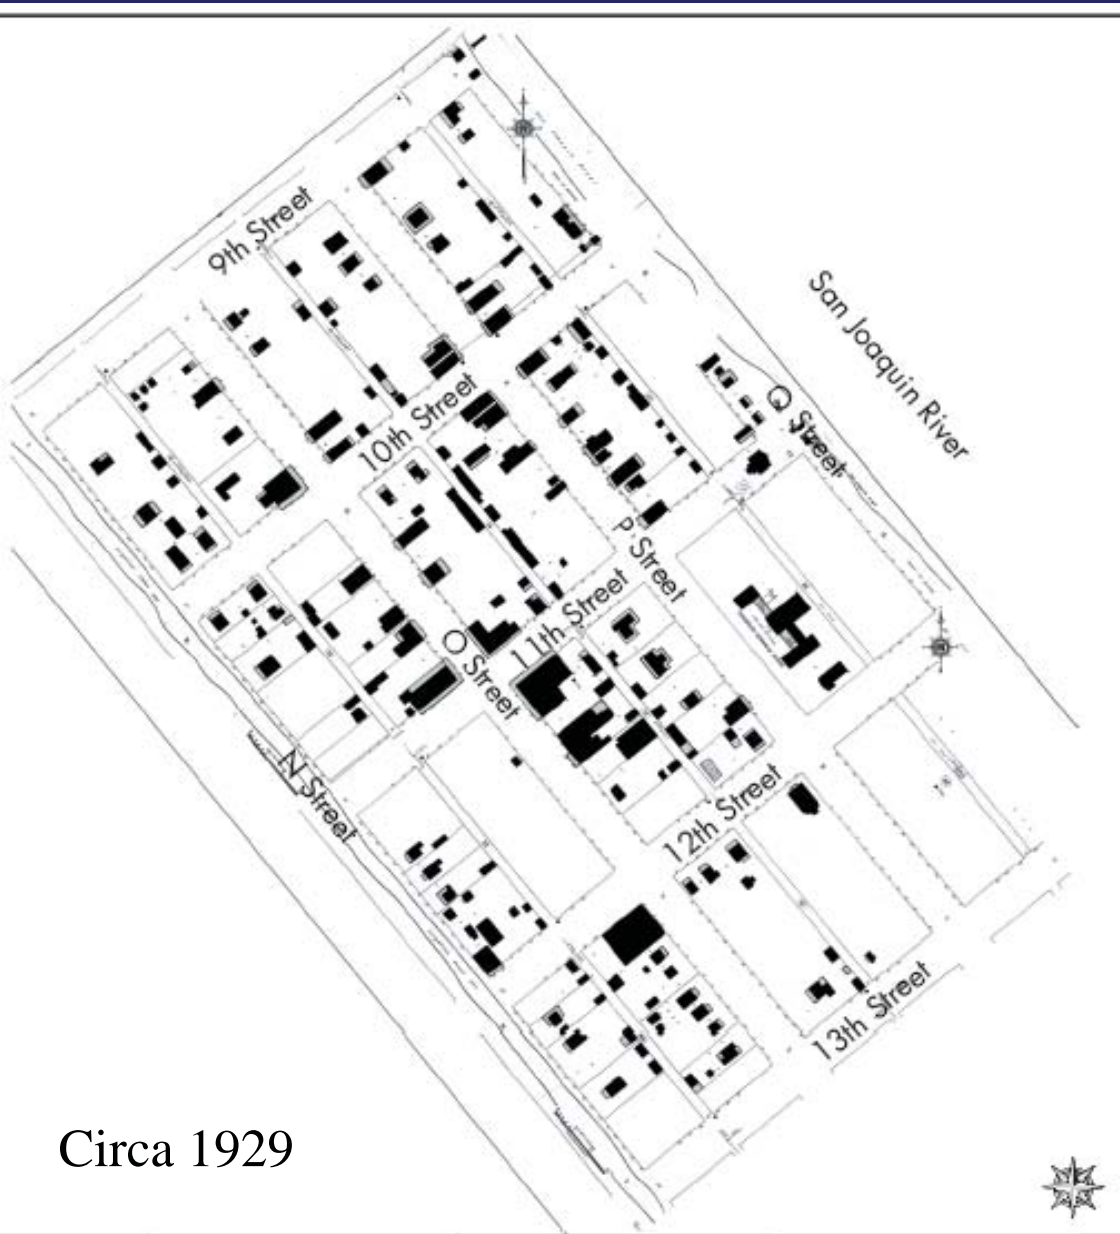 9th Street
San Joaquin River
10th Street
Q Street
P Street
11th Street
O Street
N Street
12th Street
13th Street
Circa 1929